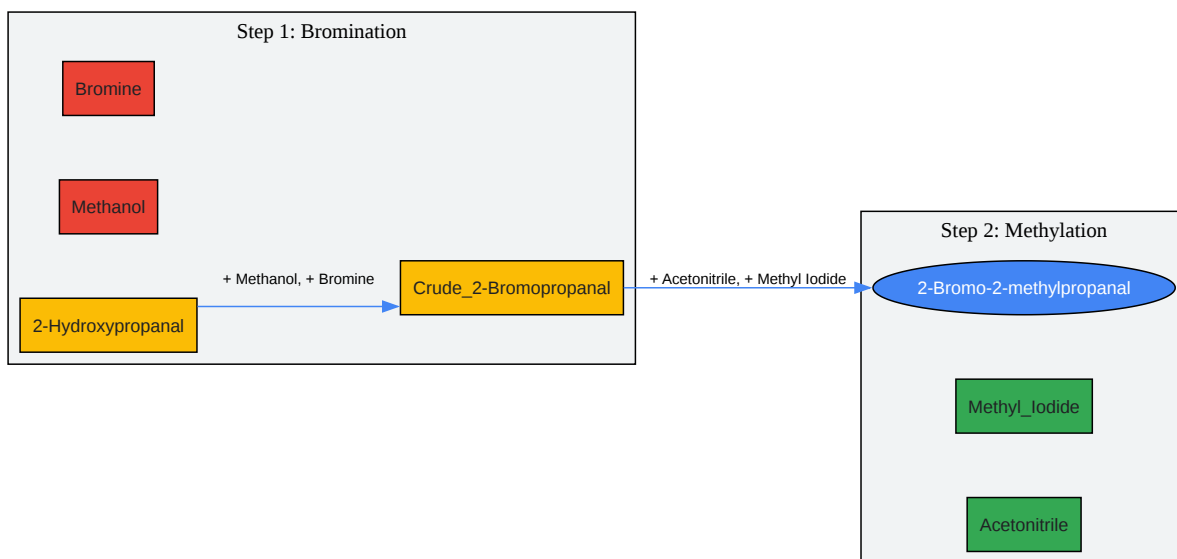 Step 1: Bromination
Bromine
Methanol
2-Hydroxypropanal
+ Methanol, + Bromine
Crude_2-Bromopropanal
+ Acetonitrile, + Methyl Iodide
Step 2: Methylation
2-Bromo-2-methylpropanal
Methyl_Iodide
Acetonitrile